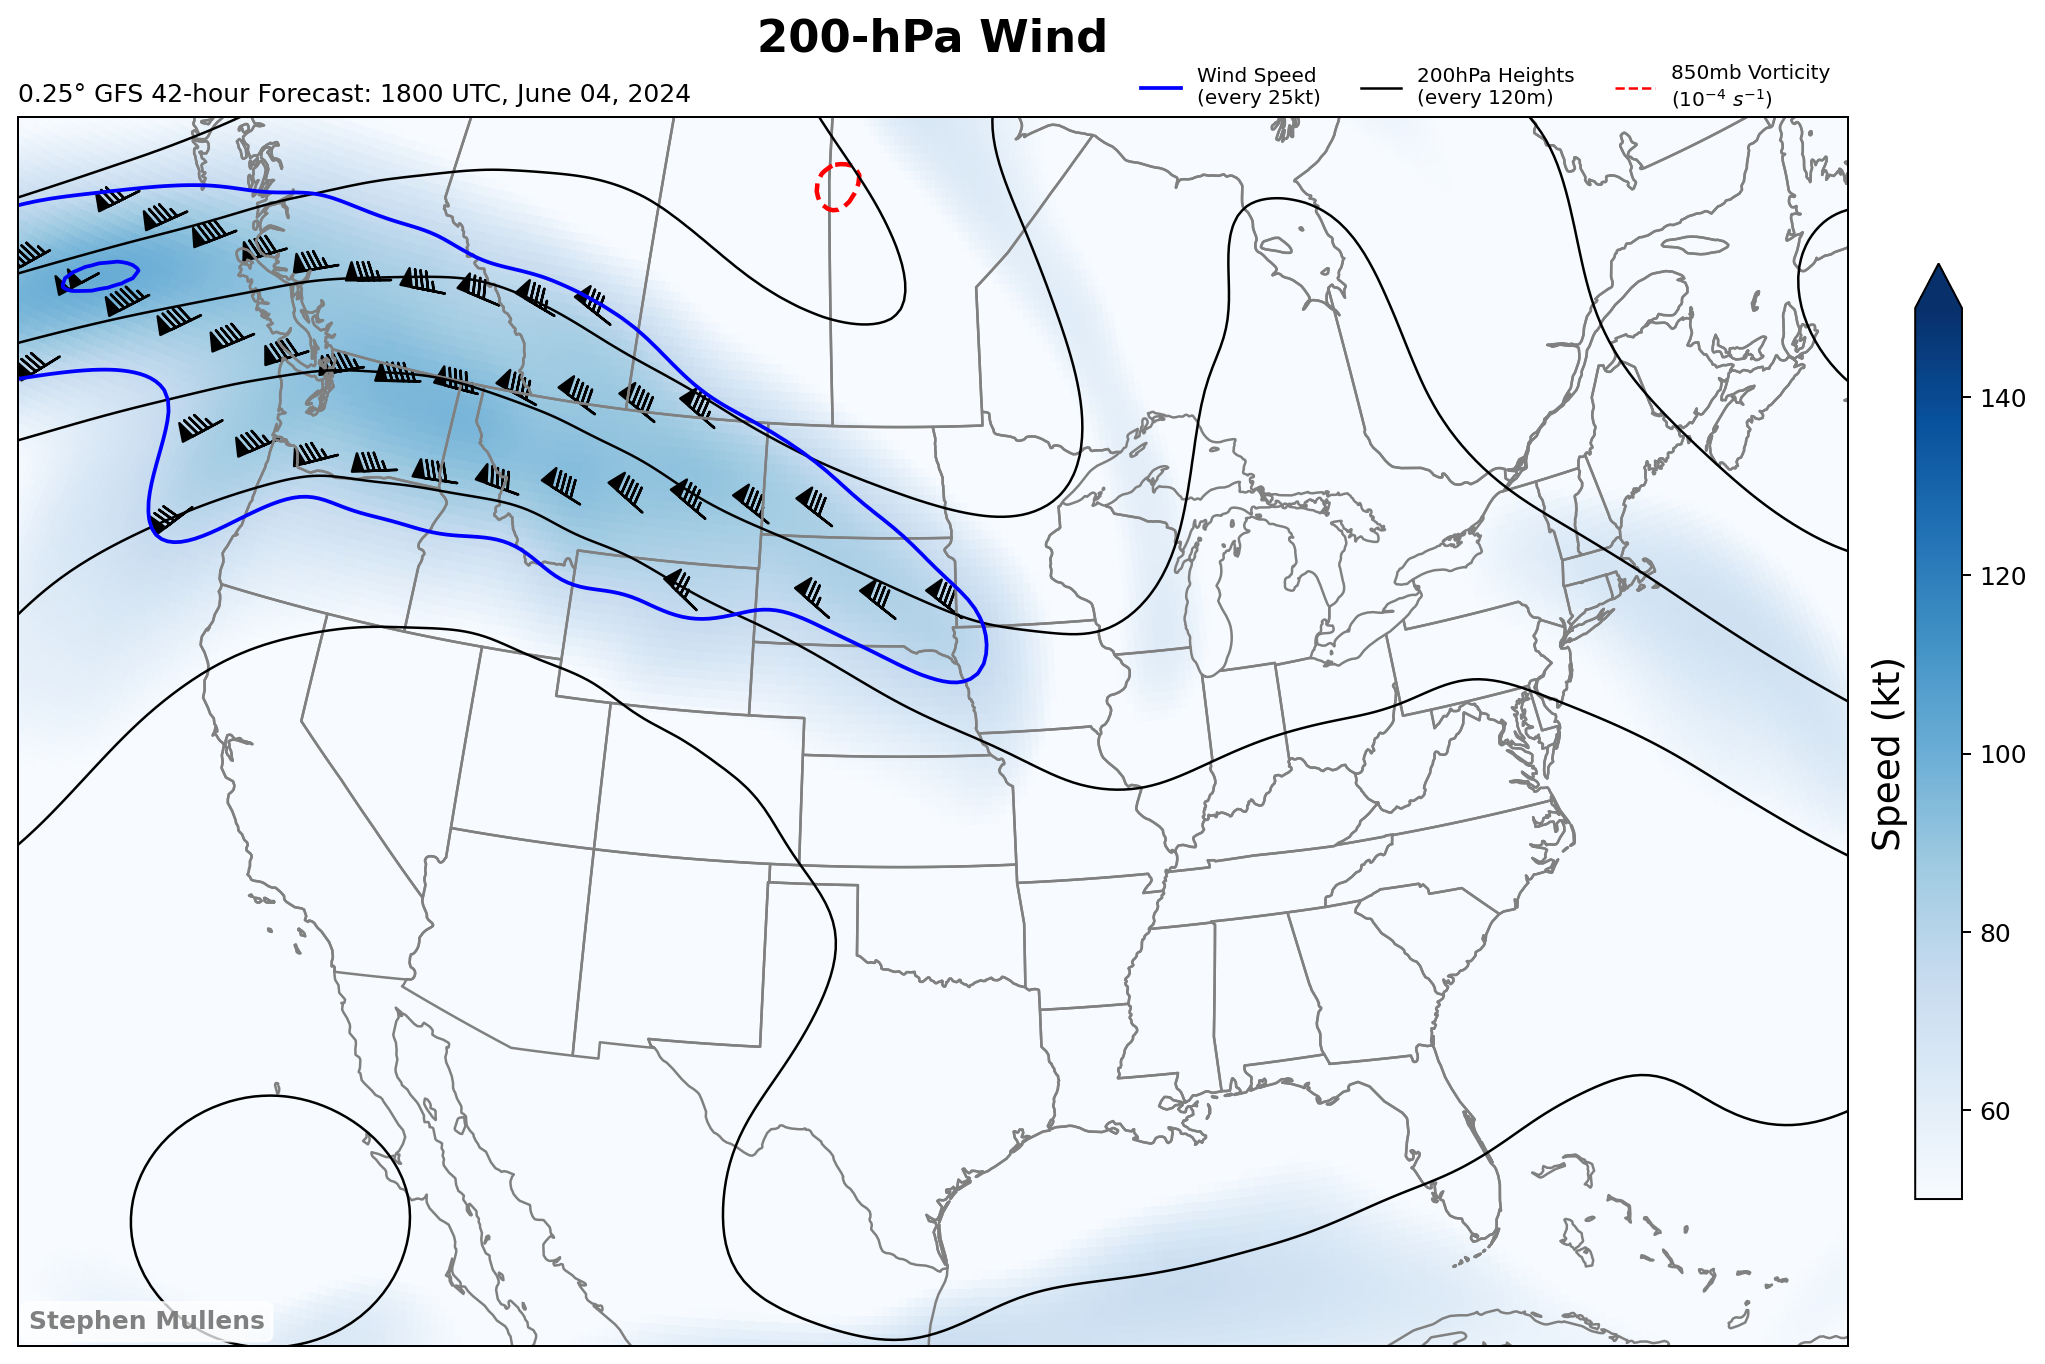 200-hPa Wind
0.25° GFS 42-hour Forecast: 1800 UTC, June 04, 2024
Wind Speed
(every 25kt)
200hPa Heights
(every 120m)
850mb Vorticity
(10⁻⁴ s⁻¹)
140
120
100
80
60
Speed (kt)
Stephen Mullens